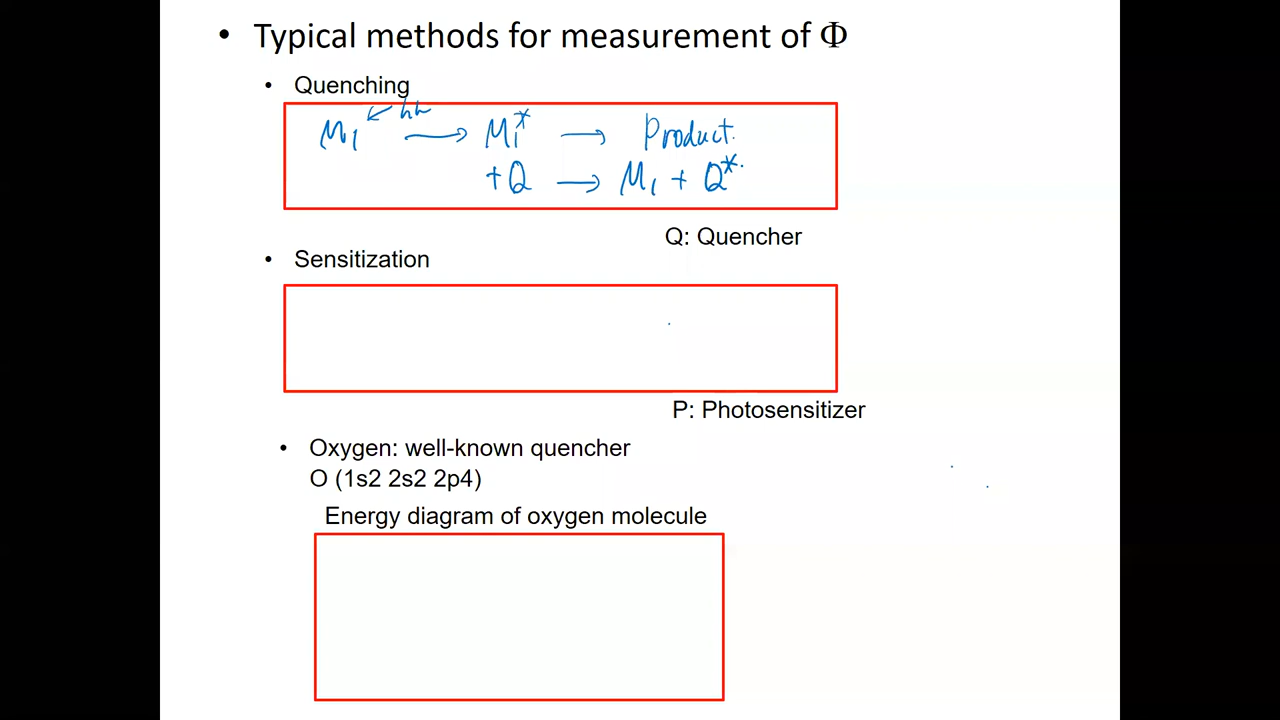 • Typical methods for measurement of Φ
• Quenching
M₁ ↙ hν → M₁* → Product.
+ Q → M₁ + Q*.
Q: Quencher
• Sensitization
P: Photosensitizer
• Oxygen: well-known quencher
O (1s2 2s2 2p4)
Energy diagram of oxygen molecule